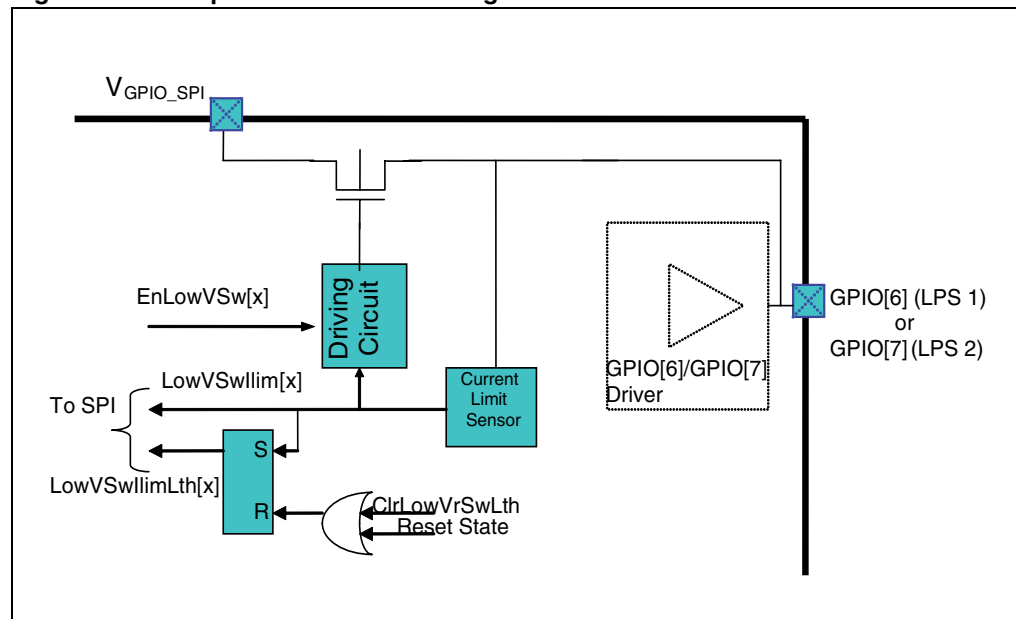 VGPIO_SPI
EnLowVSw[x]
Driving
Circuit
GPIO[6] (LPS 1)
or
GPIO[7] (LPS 2)
GPIO[6]/GPIO[7]
Driver
LowVSwIlim[x]
Current
Limit
Sensor
To SPI
S
LowVSwIlimLth[x]
R
ClrLowVrSwLth
Reset State